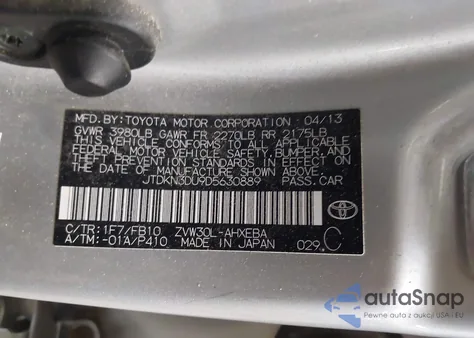 MFD. BY: TOYOTA MOTOR CORPORATION 04/13
GVWR 3980LB GAWR FR 2270LB RR 2175LB
THIS VEHICLE CONFORMS TO ALL APPLICABLE
FEDERAL MOTOR VEHICLE SAFETY, BUMPER, AND
THEFT PREVENTION STANDARDS IN EFFECT ON
THE DATE OF MANUFACTURE SHOWN ABOVE.
JTDKN3DU9D5630889 PASS. CAR
C/TR: 1F7/FB10 ZVW30L-AHXEBA
A/TM: -01A/P410 MADE IN JAPAN 029 C
TOYOTA
autoSnap
Pewne auta z aukcji USA i EU